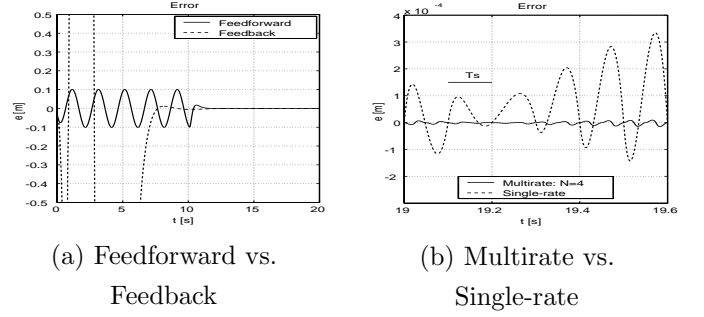 Error
Feedforward
Feedback
0.5
0.4
0.3
0.2
0.1
0
-0.1
-0.2
-0.3
-0.4
-0.5
e [m]
0
5
10
15
20
t [s]
(a) Feedforward vs.
Feedback
x 10 -4
Error
4
3
2
1
0
-1
-2
e [m]
Ts
Multirate: N=4
Single-rate
19
19.2
19.4
19.6
t [s]
(b) Multirate vs.
Single-rate